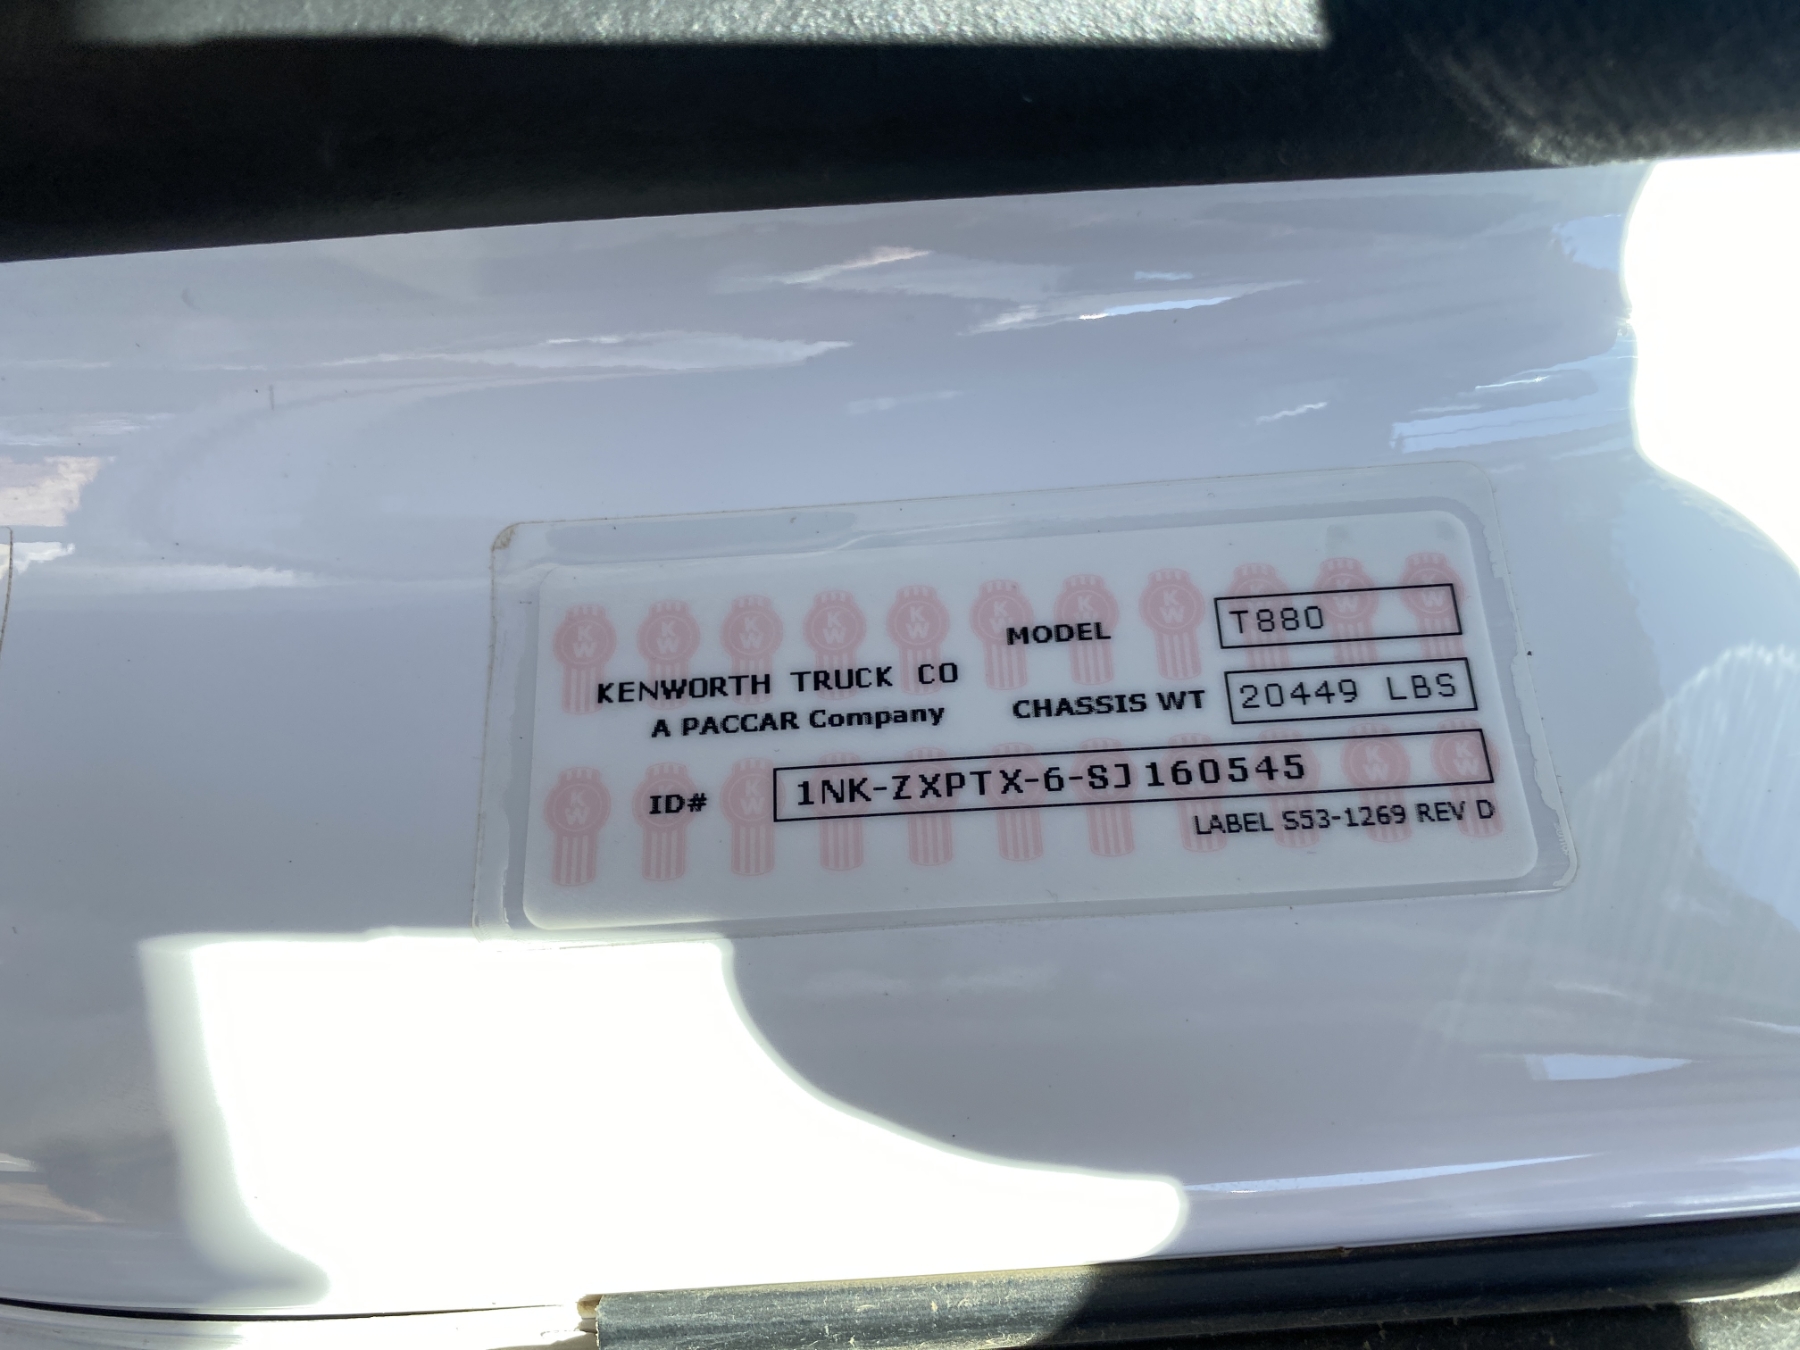 MODEL T880
KENWORTH TRUCK CO
A PACCAR Company
CHASSIS WT 20449 LBS
ID# 1NK-ZXPTX-6-SJ160545
LABEL S53-1269 REV D